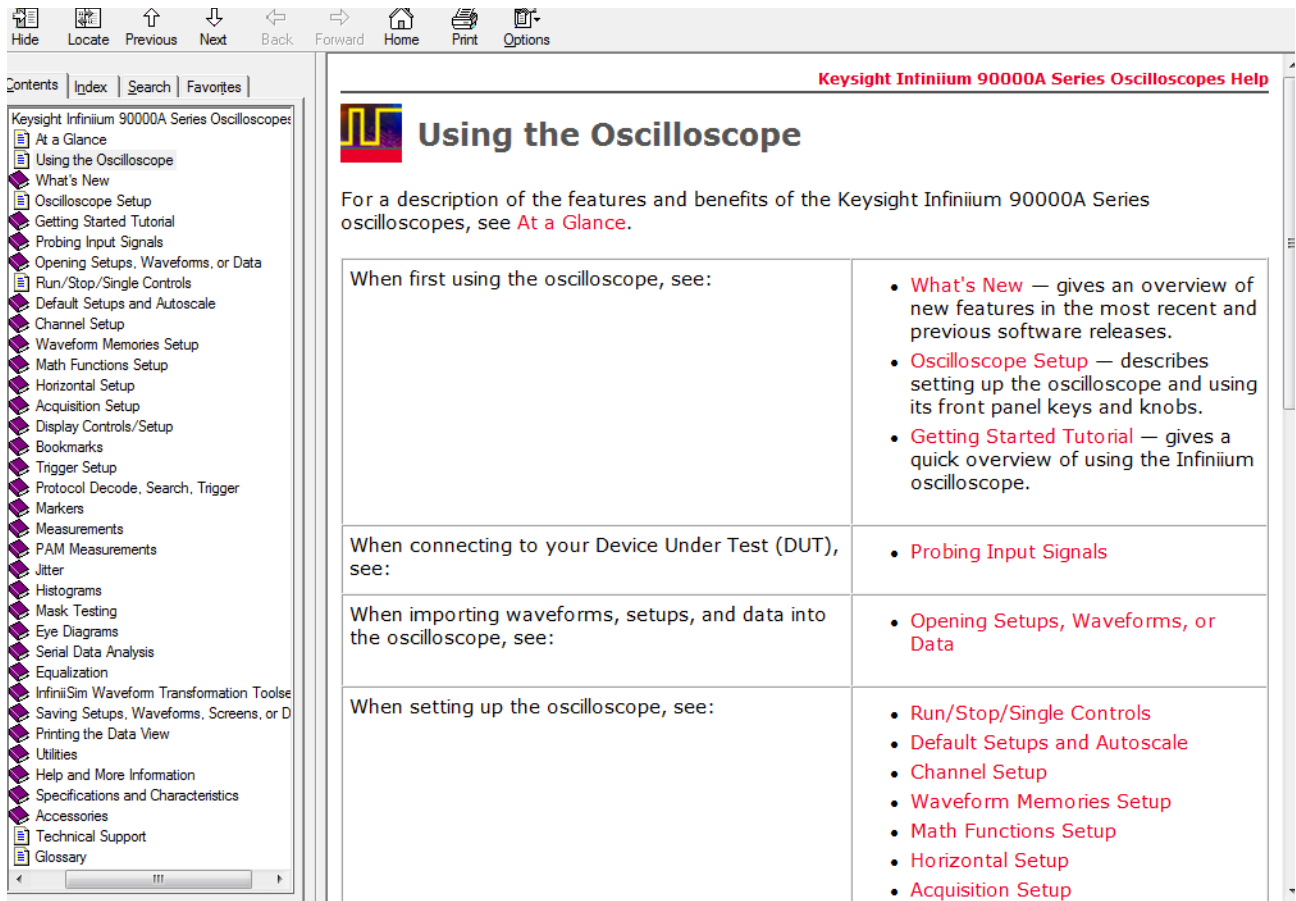 Hide Locate Previous Next Back Forward Home Print Options
Contents Index Search Favorites
Keysight Infiniium 90000A Series Oscilloscopes
At a Glance
Using the Oscilloscope
What's New
Oscilloscope Setup
Getting Started Tutorial
Probing Input Signals
Opening Setups, Waveforms, or Data
Run/Stop/Single Controls
Default Setups and Autoscale
Channel Setup
Waveform Memories Setup
Math Functions Setup
Horizontal Setup
Acquisition Setup
Display Controls/Setup
Bookmarks
Trigger Setup
Protocol Decode, Search, Trigger
Markers
Measurements
PAM Measurements
Jitter
Histograms
Mask Testing
Eye Diagrams
Serial Data Analysis
Equalization
InfiniiSim Waveform Transformation Toolse
Saving Setups, Waveforms, Screens, or D
Printing the Data View
Utilities
Help and More Information
Specifications and Characteristics
Accessories
Technical Support
Glossary
Keysight Infiniium 90000A Series Oscilloscopes Help
Using the Oscilloscope
For a description of the features and benefits of the Keysight Infiniium 90000A Series
oscilloscopes, see At a Glance.
When first using the oscilloscope, see:
• What's New — gives an overview of
new features in the most recent and
previous software releases.
• Oscilloscope Setup — describes
setting up the oscilloscope and using
its front panel keys and knobs.
• Getting Started Tutorial — gives a
quick overview of using the Infiniium
oscilloscope.
When connecting to your Device Under Test (DUT),
see:
• Probing Input Signals
When importing waveforms, setups, and data into
the oscilloscope, see:
• Opening Setups, Waveforms, or
Data
When setting up the oscilloscope, see:
• Run/Stop/Single Controls
• Default Setups and Autoscale
• Channel Setup
• Waveform Memories Setup
• Math Functions Setup
• Horizontal Setup
• Acquisition Setup